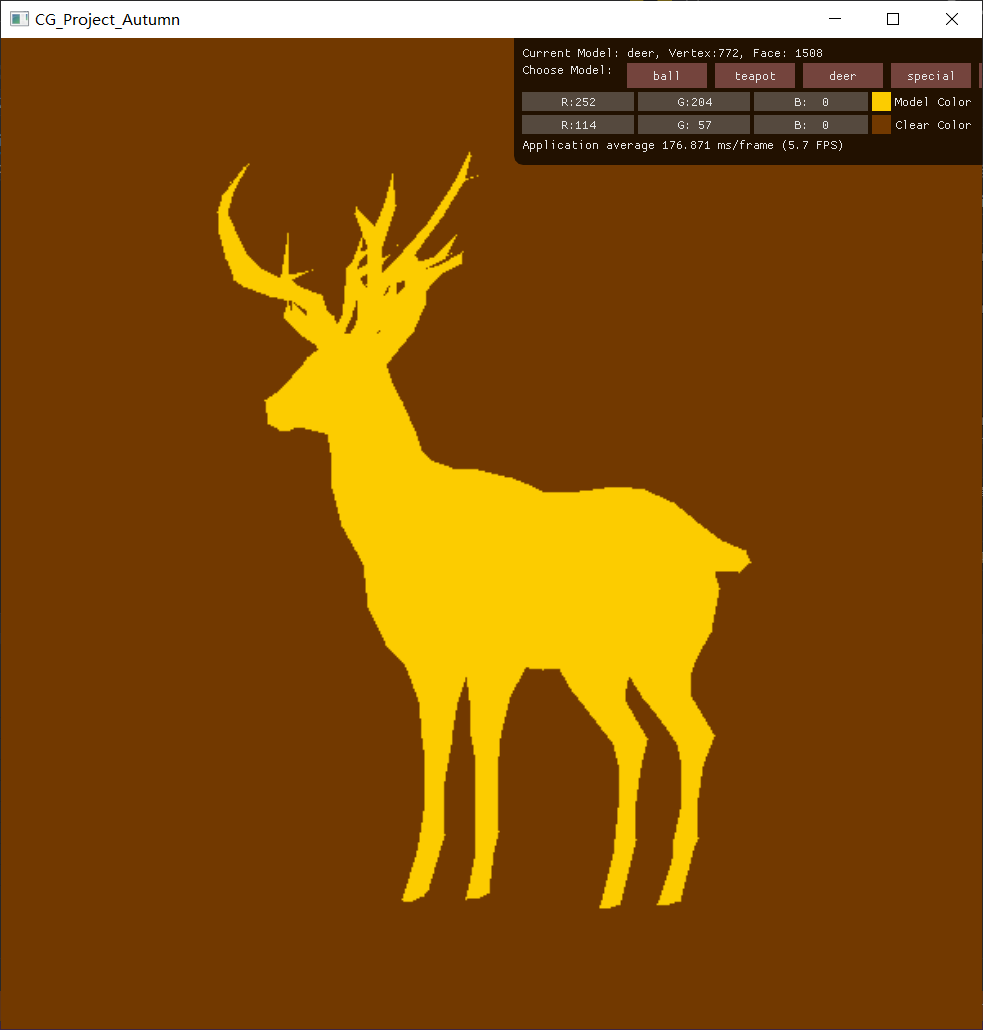 CG_Project_Autumn
Current Model: deer, Vertex:772, Face: 1508
Choose Model: ball teapot deer special
R:252 G:204 B: 0 Model Color
R:114 G: 57 B: 0 Clear Color
Application average 176.871 ms/frame (5.7 FPS)